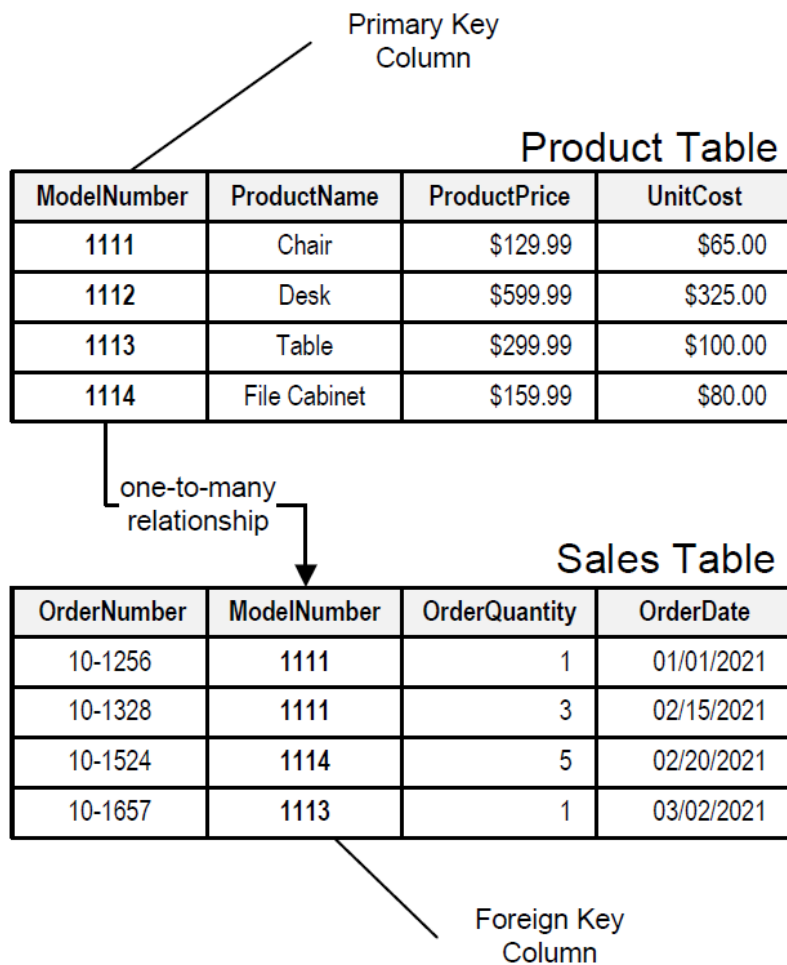 Primary Key
Column
Product Table
ModelNumber ProductName ProductPrice UnitCost
1111 Chair $129.99 $65.00
1112 Desk $599.99 $325.00
1113 Table $299.99 $100.00
1114 File Cabinet $159.99 $80.00
one-to-many
relationship
Sales Table
OrderNumber ModelNumber OrderQuantity OrderDate
10-1256 1111 1 01/01/2021
10-1328 1111 3 02/15/2021
10-1524 1114 5 02/20/2021
10-1657 1113 1 03/02/2021
Foreign Key
Column